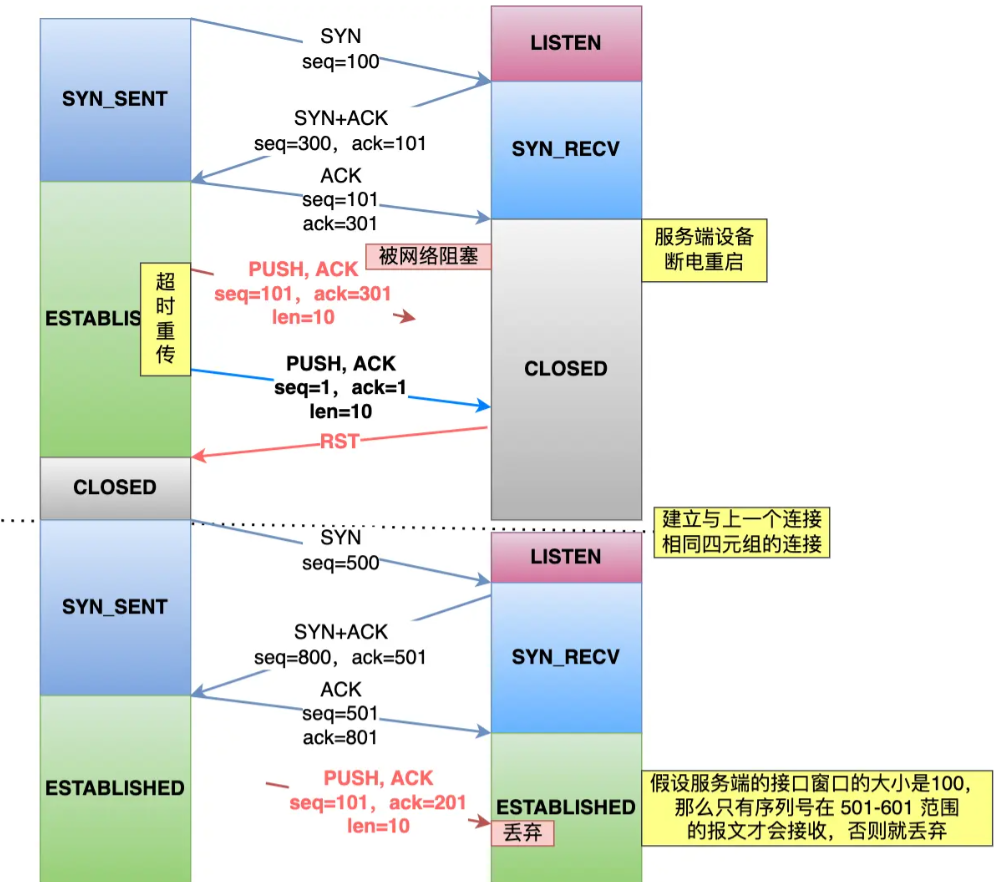 SYN
seq=100
LISTEN
SYN_SENT
SYN+ACK
seq=300，ack=101
SYN_RECV
ACK
seq=101
ack=301
服务端设备
断电重启
被网络阻塞
PUSH, ACK
seq=101，ack=301
len=10
超
时
重
传
ESTABLIS
PUSH, ACK
seq=1，ack=1
len=10
CLOSED
RST
CLOSED
建立与上一个连接
相同四元组的连接
SYN
seq=500
LISTEN
SYN_SENT
SYN+ACK
seq=800，ack=501
SYN_RECV
ACK
seq=501
ack=801
ESTABLISHED
PUSH, ACK
seq=101，ack=201
len=10
ESTABLISHED
丢弃
假设服务端的接口窗口的大小是100，
那么只有序列号在 501-601 范围
的报文才会接收，否则就丢弃